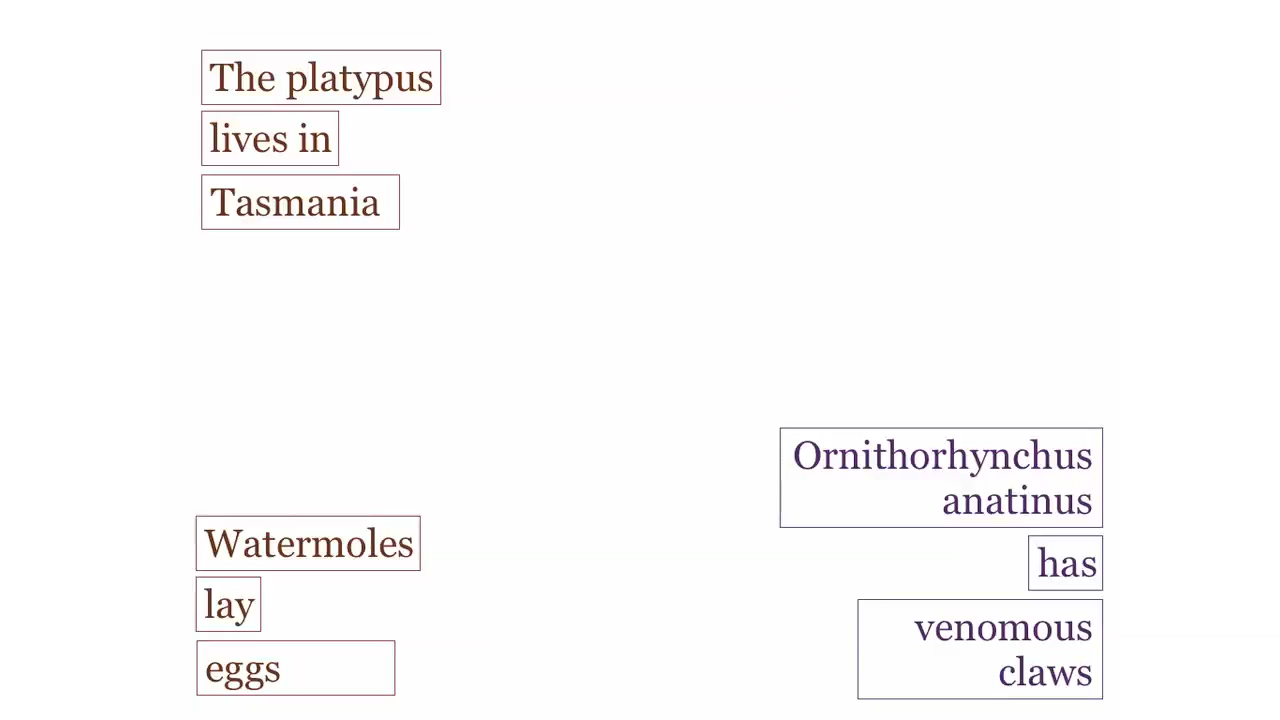 The platypus
lives in
Tasmania
Watermoles
lay
eggs
Ornithorhynchus
anatinus
has
venomous
claws